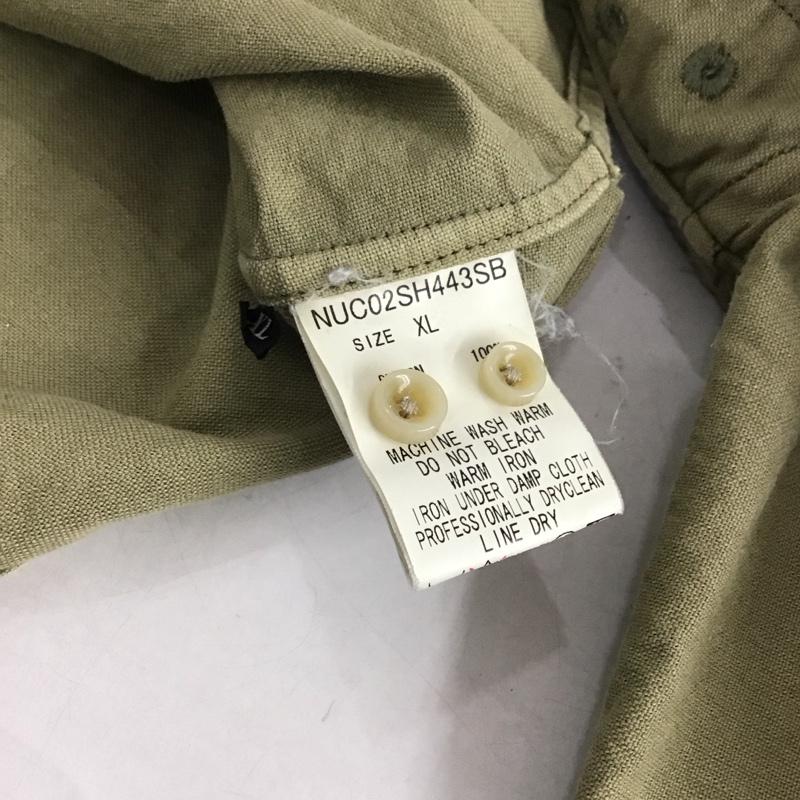 NUC02SH443SB
SIZE XL
MACHINE WASH WARM
DO NOT BLEACH
WARM IRON
IRON UNDER DAMP CLOTH
PROFESSIONALLY DRYCLEAN
LINE DRY